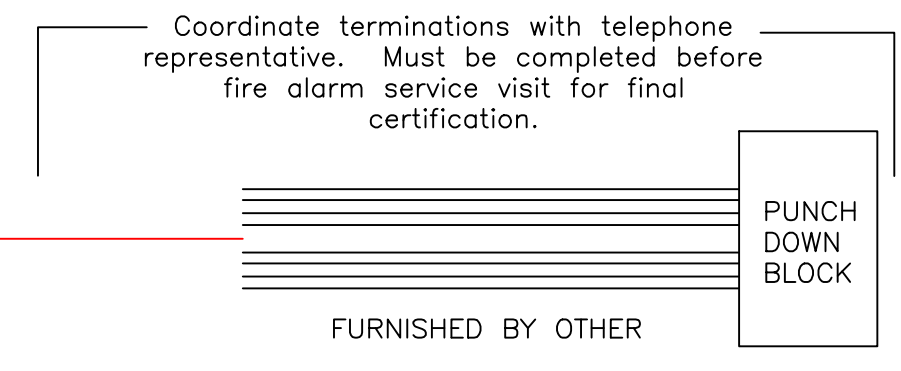 Coordinate terminations with telephone
representative. Must be completed before
fire alarm service visit for final
certification.
PUNCH
DOWN
BLOCK
FURNISHED BY OTHER